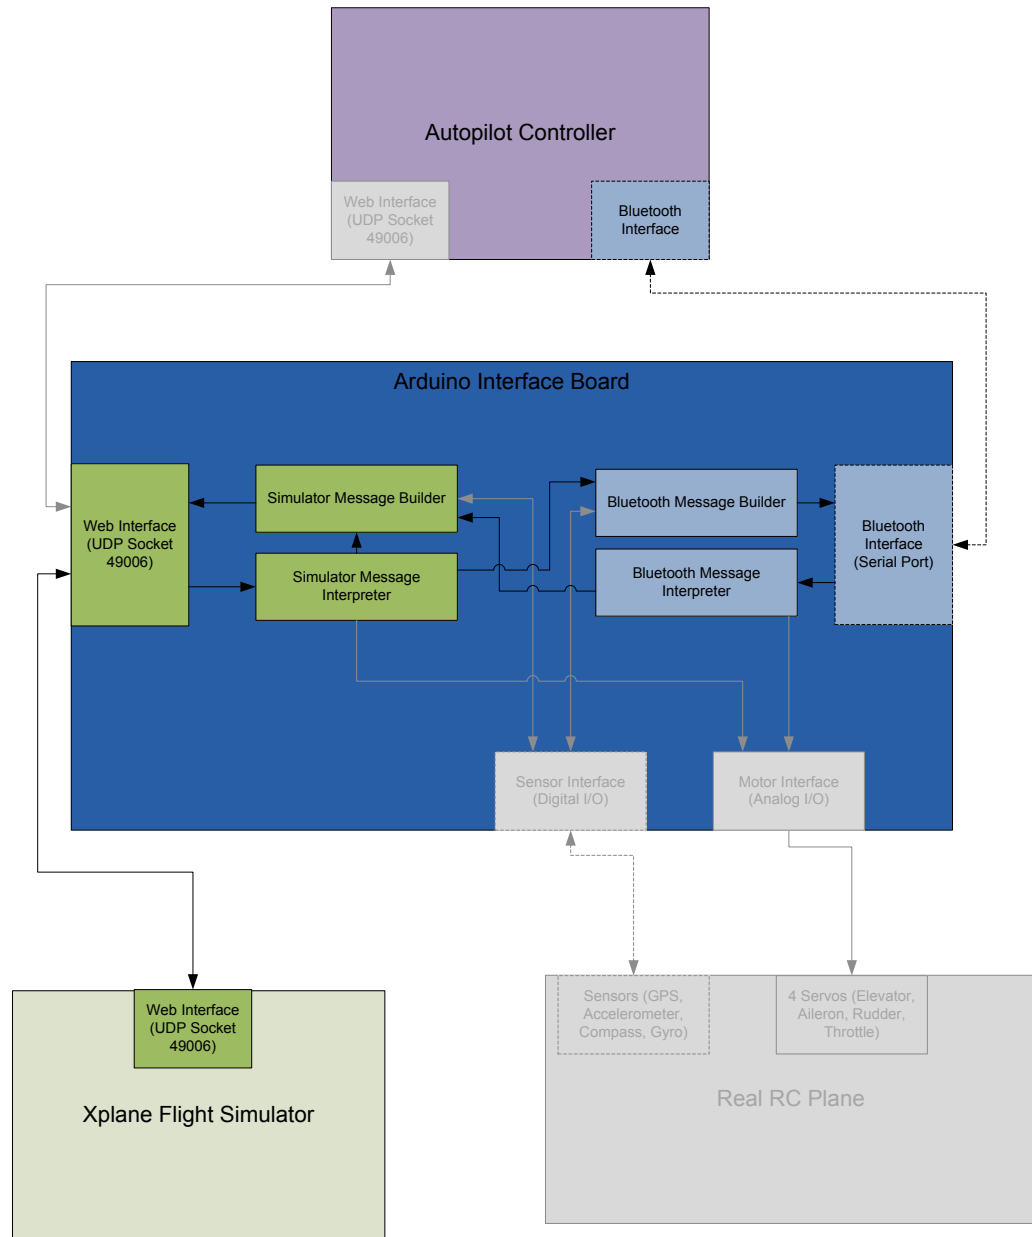 Autopilot Controller
Web Interface
(UDP Socket
49006)
Bluetooth
Interface
Arduino Interface Board
Web Interface
(UDP Socket
49006)
Simulator Message Builder
Simulator Message
Interpreter
Bluetooth Message Builder
Bluetooth Message
Interpreter
Bluetooth
Interface
(Serial Port)
Sensor Interface
(Digital I/O)
Motor Interface
(Analog I/O)
Web Interface
(UDP Socket
49006)
Xplane Flight Simulator
Sensors (GPS,
Accelerometer,
Compass, Gyro)
4 Servos (Elevator,
Aileron, Rudder,
Throttle)
Real RC Plane